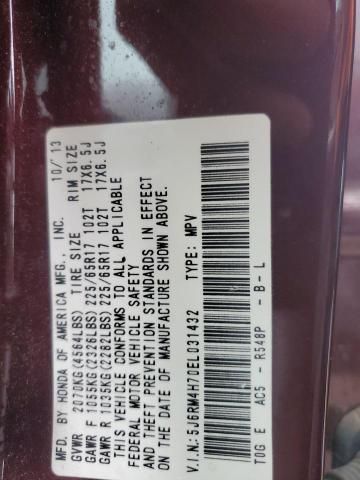 MFD. BY HONDA OF AMERICA MFG., INC. 10/13
GVWR 2070KG(4564LBS) TIRE SIZE RIM SIZE
GAWR F 1055KG(2326LBS) 225/65R17 102T 17X6.5J
GAWR R 1035KG(2282LBS) 225/65R17 102T 17X6.5J
THIS VEHICLE CONFORMS TO ALL APPLICABLE
FEDERAL MOTOR VEHICLE SAFETY
AND THEFT PREVENTION STANDARDS IN EFFECT
ON THE DATE OF MANUFACTURE SHOWN ABOVE.
V.I.N.:5J6RM4H70EL031432 TYPE: MPV
T0G E AC5 - R548P - B - L